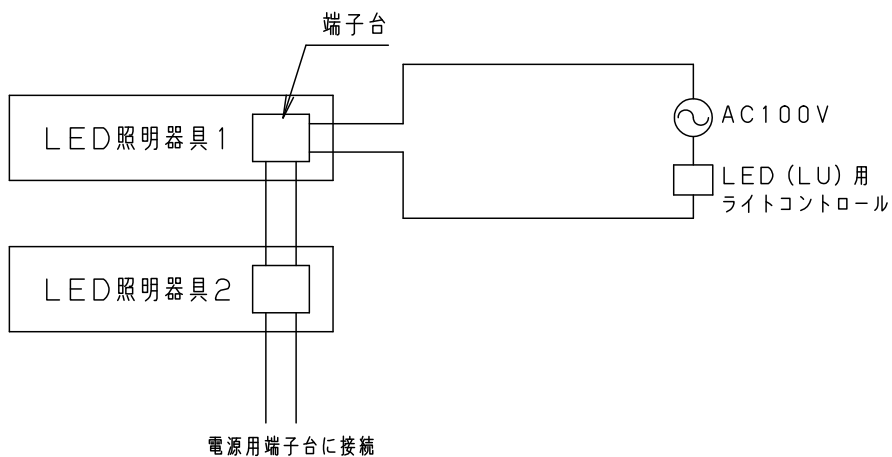 端子台
LED照明器具1
AC100V
LED(LU)用
ライトコントロール
LED照明器具2
電源用端子台に接続